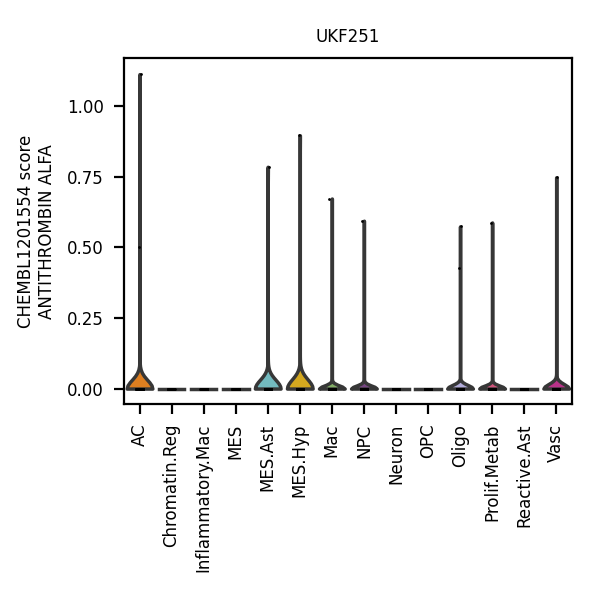 UKF251
CHEMBL1201554 score
ANTITHROMBIN ALFA
1.00
0.75
0.50
0.25
0.00
AC
Chromatin.Reg
Inflammatory.Mac
MES
MES.Ast
MES.Hyp
Mac
NPC
Neuron
OPC
Oligo
Prolif.Metab
Reactive.Ast
Vasc